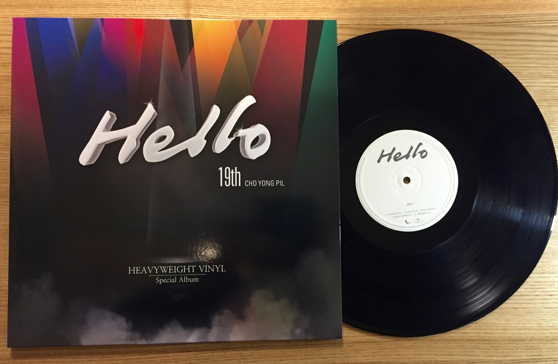 Hello
19th CHO YONG PIL
HEAVYWEIGHT VINYL
Special Album
Hello